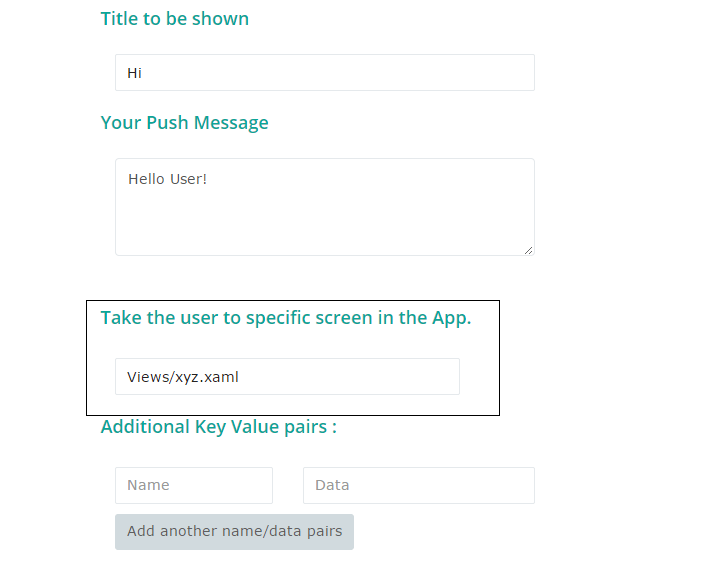 Title to be shown
Hi
Your Push Message
Hello User!
Take the user to specific screen in the App.
Views/xyz.xaml
Additional Key Value pairs :
Name Data
Add another name/data pairs